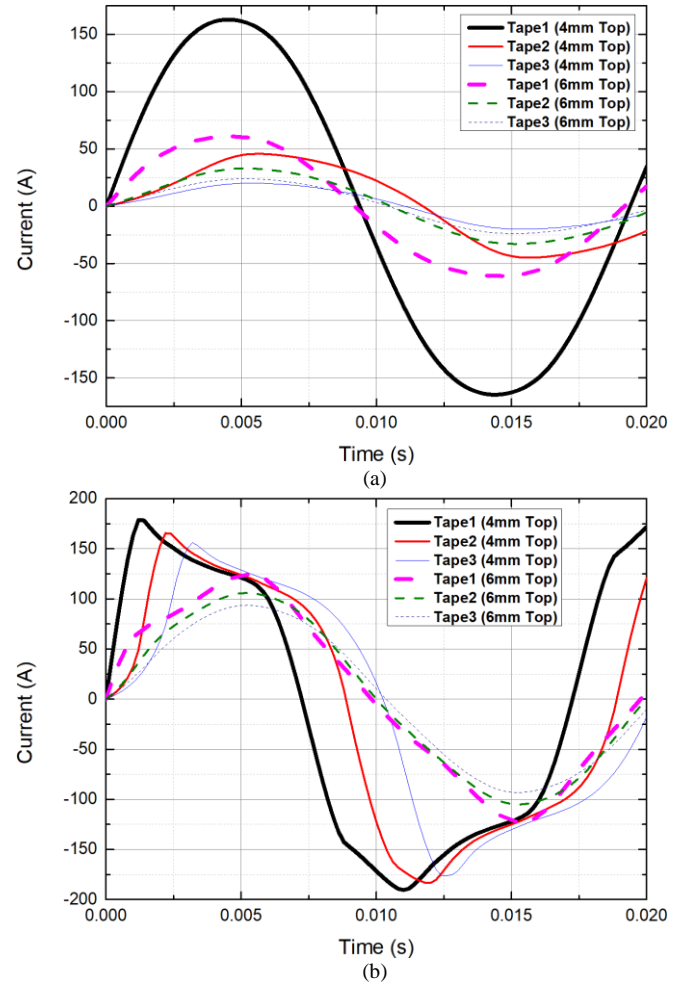 150
100
50
0
-50
-100
-150
Current (A)
Tape1 (4mm Top)
Tape2 (4mm Top)
Tape3 (4mm Top)
Tape1 (6mm Top)
Tape2 (6mm Top)
Tape3 (6mm Top)
0.000 0.005 0.010 0.015 0.020
Time (s)
(a)
200
150
100
50
0
-50
-100
-150
-200
Current (A)
Tape1 (4mm Top)
Tape2 (4mm Top)
Tape3 (4mm Top)
Tape1 (6mm Top)
Tape2 (6mm Top)
Tape3 (6mm Top)
0.000 0.005 0.010 0.015 0.020
Time (s)
(b)